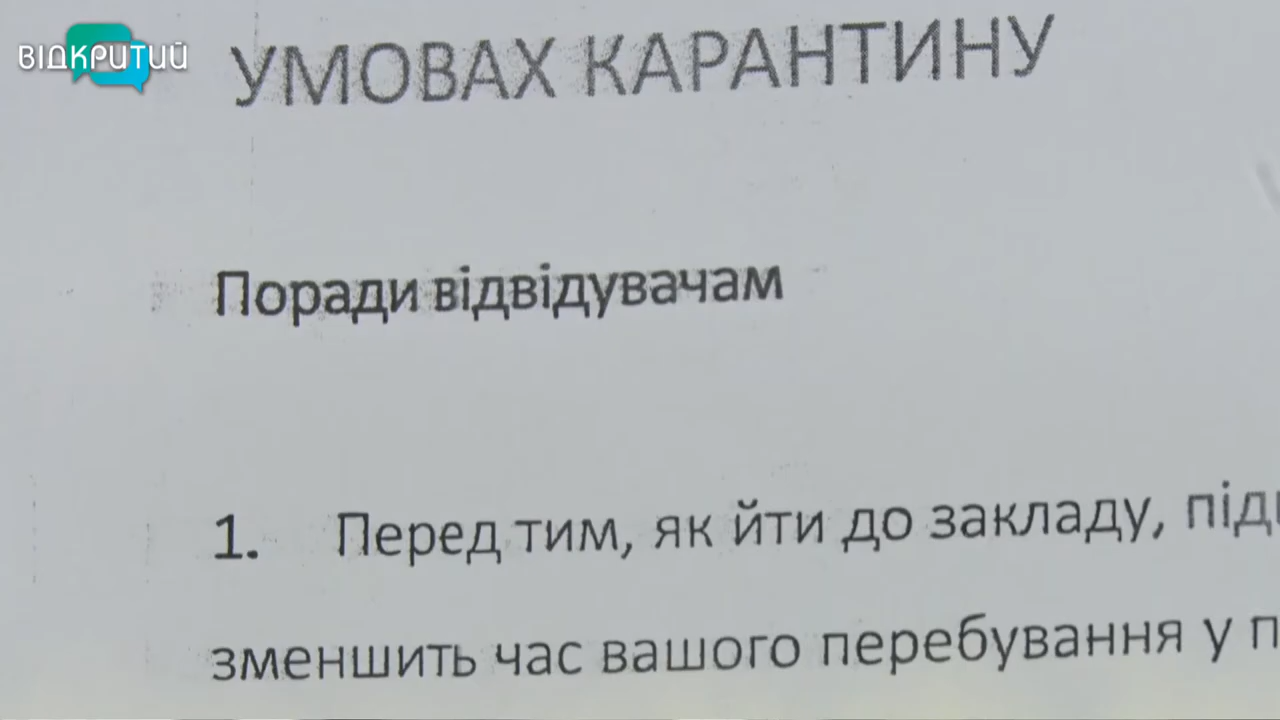 ВІДКРИТИЙ
УМОВАХ КАРАНТИНУ
Поради відвідувачам
1. Перед тим, як йти до закладу,
зменшить час вашого перебування у